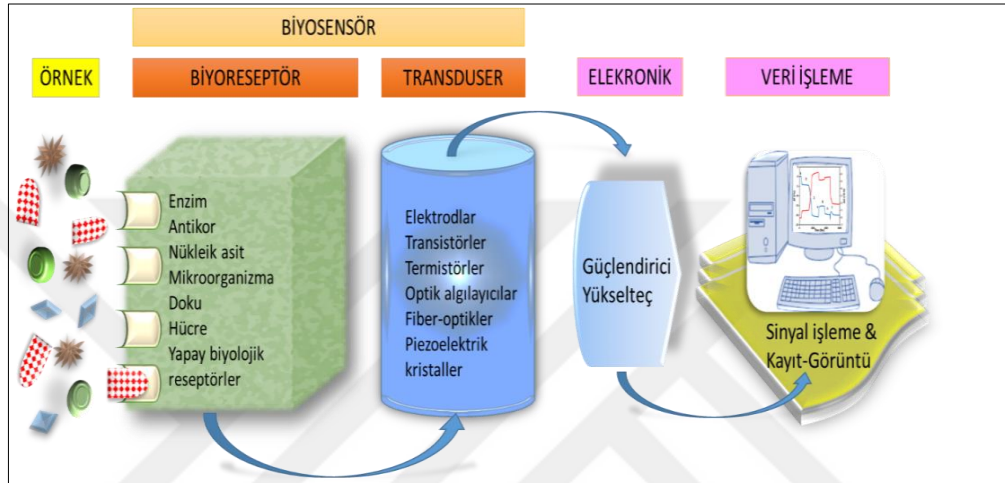 BİYOSENSÖR
ÖRNEK
BİYORESEPTÖR
TRANSDUSER
ELEKRONİK
VERİ İŞLEME
Enzim
Antikor
Nükleik asit
Mikroorganizma
Doku
Hücre
Yapay biyolojik
reseptörler
Elektrodlar
Transistörler
Termistörler
Optik algılayıcılar
Fiber-optikler
Piezoelektrik
kristaller
Güçlendirici
Yükselteç
Sinyal işleme &
Kayıt-Görüntü